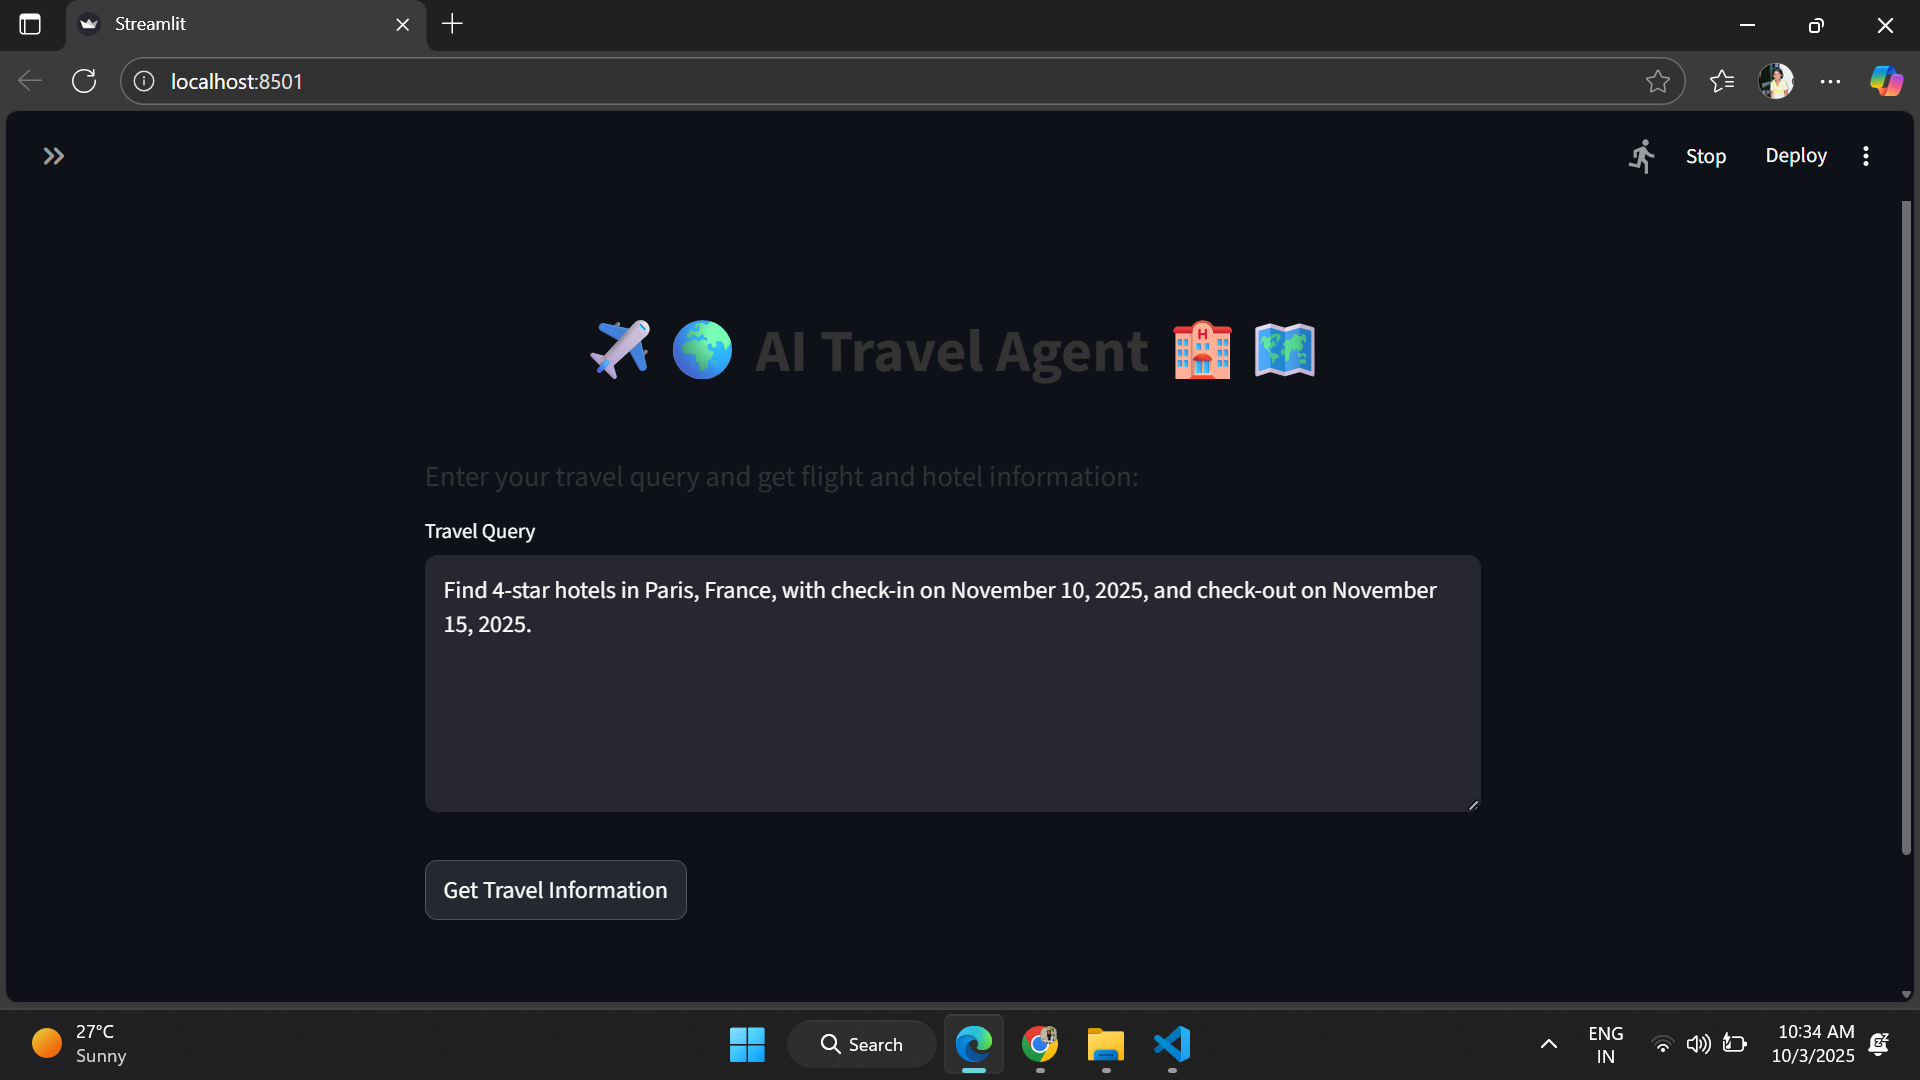 Streamlit
localhost:8501
Stop
Deploy
AI Travel Agent
H
Enter your travel query and get flight and hotel information:
Travel Query
Find 4-star hotels in Paris, France, with check-in on November 10, 2025, and check-out on November
15, 2025.
Get Travel Information
27°C
Sunny
Search
ENG
IN
10:34 AM
10/3/2025